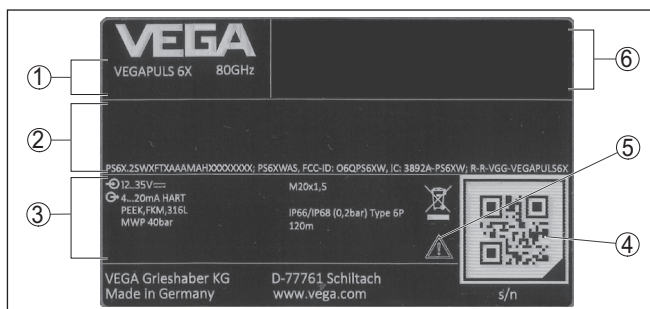 VEGA
VEGAPULS 6X 80GHz
PS6X.2SWXFTXAAAMAHXXXXXXXX; PS6XWAS, FCC-ID: O6QPS6XW, IC: 3892A-PS6XW; R-R-VGG-VEGAPULS6X
12...35V
4...20mA HART
PEEK,FKM,316L
MWP 40bar
M20x1,5
IP66/IP68 (0,2bar) Type 6P
120m
VEGA Grieshaber KG
Made in Germany
D-77761 Schiltach
www.vega.com
s/n
1
2
3
4
5
6